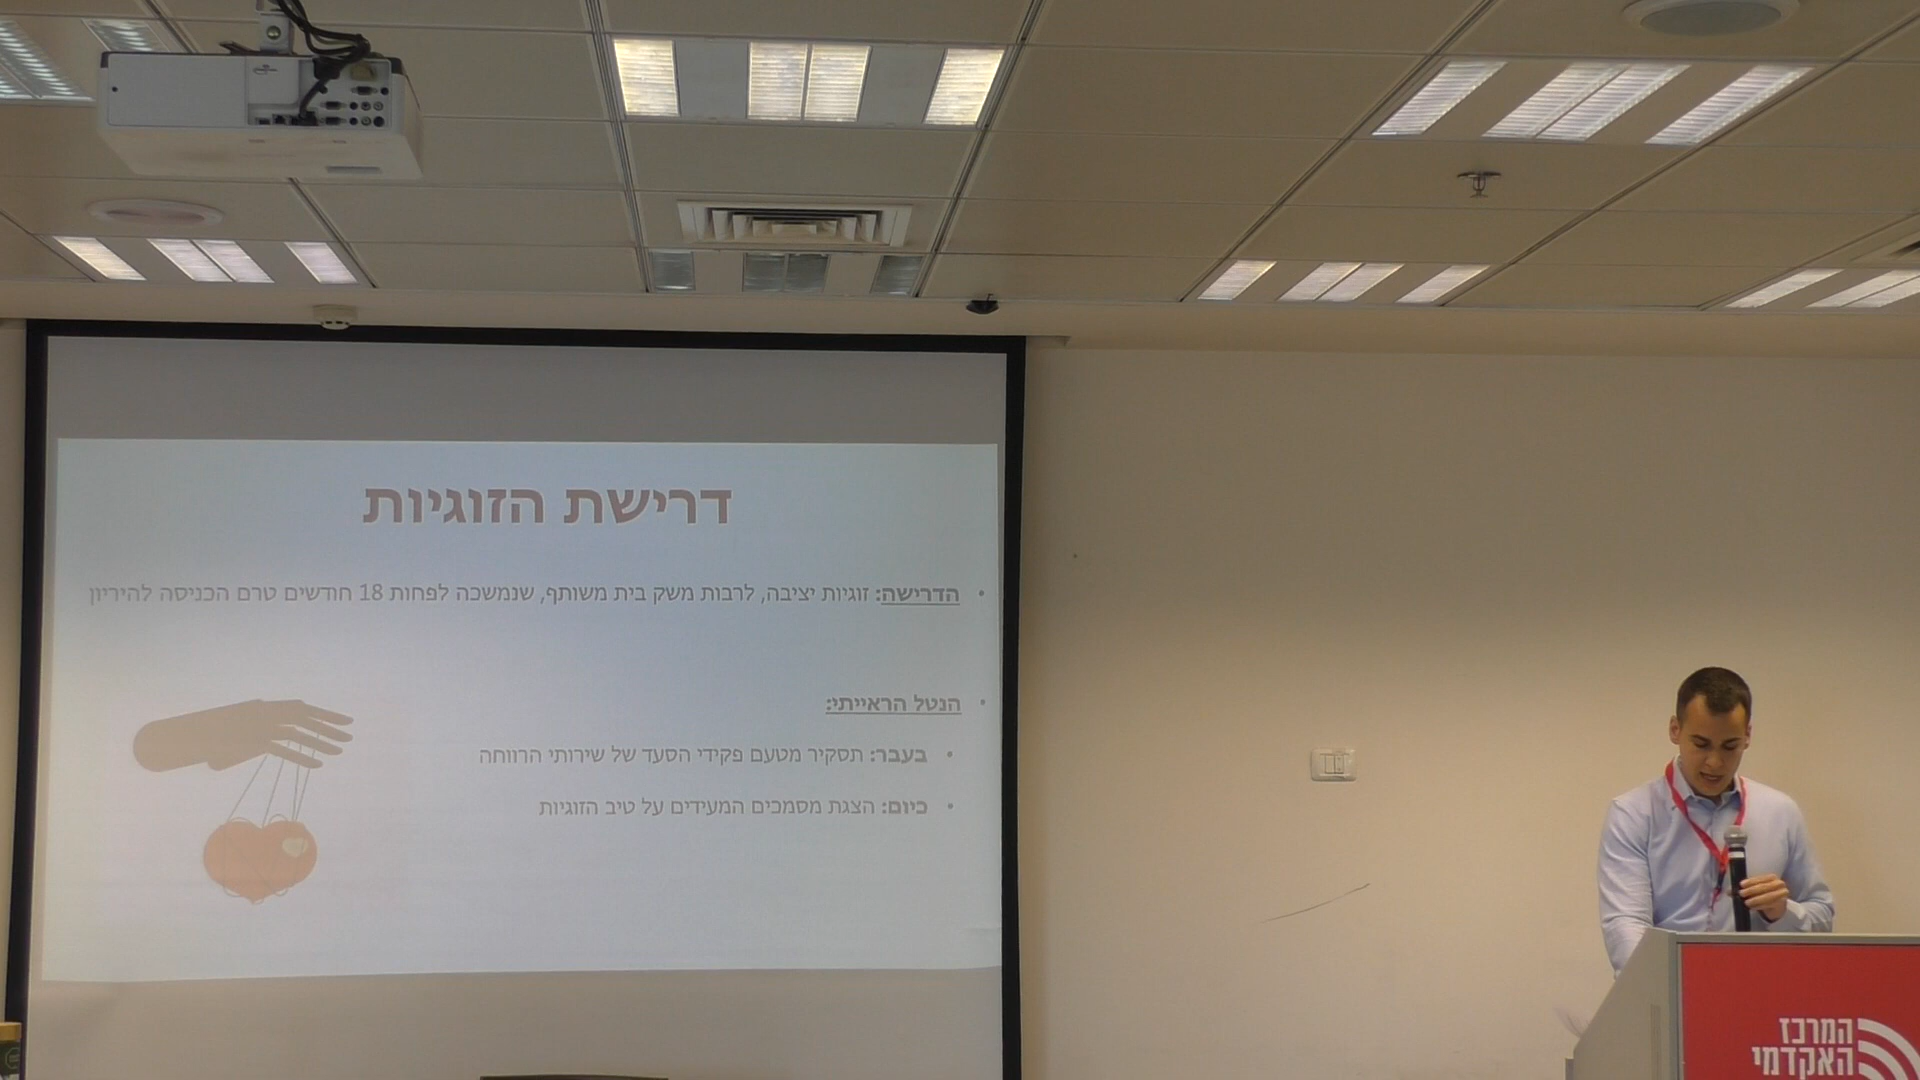 דרישת הזוגיות
• הדרישה: זוגיות יציבה, לרבות משק בית משותף, שנמשכה לפחות 18 חודשים טרם הכניסה להיריון
• הנטל הראייתי:
• בעבר: תסקיר מטעם פקידי הסעד של שירותי הרווחה
• כיום: הצגת מסמכים המעידים על טיב הזוגיות
המרכז
האקדמי